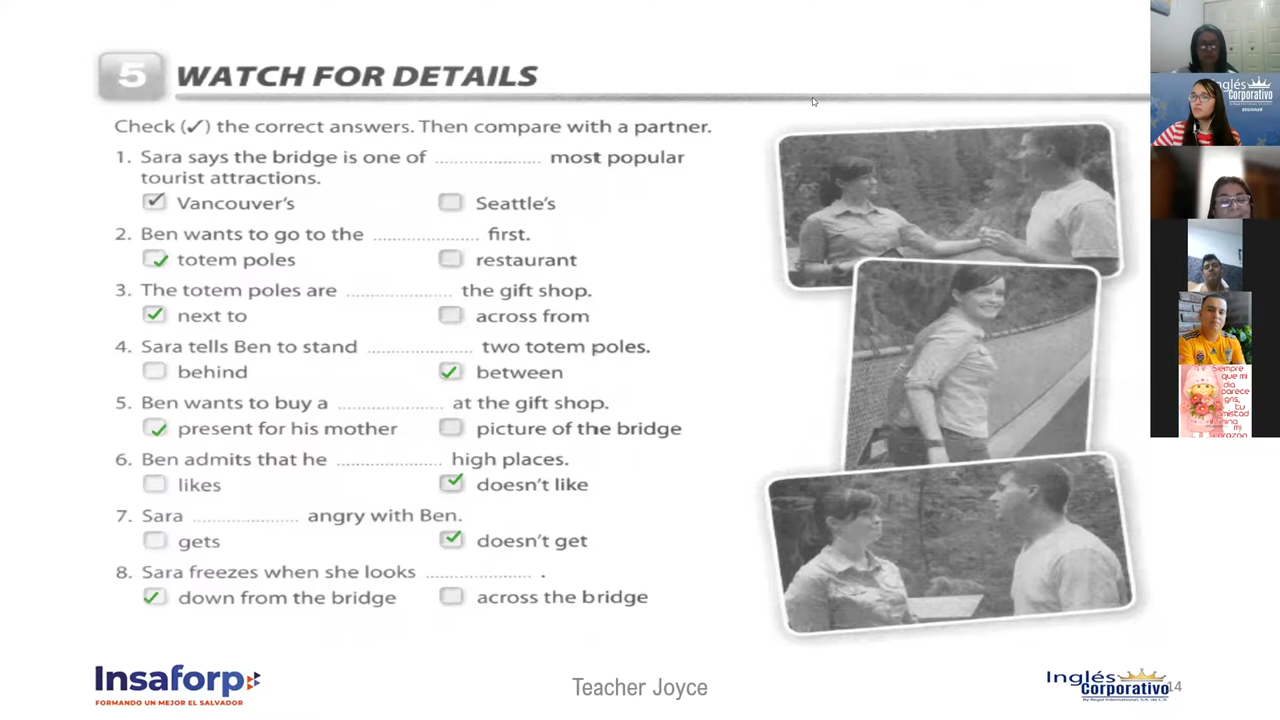 5 WATCH FOR DETAILS
Check (✓) the correct answers. Then compare with a partner.
1. Sara says the bridge is one of .................... most popular
tourist attractions.
Vancouver's Seattle's
2. Ben wants to go to the .................... first.
totem poles restaurant
3. The totem poles are .................... the gift shop.
next to across from
4. Sara tells Ben to stand .................... two totem poles.
behind between
5. Ben wants to buy a .................... at the gift shop.
present for his mother picture of the bridge
6. Ben admits that he .................... high places.
likes doesn't like
7. Sara .................... angry with Ben.
gets doesn't get
8. Sara freezes when she looks .................... .
down from the bridge across the bridge
Insaforp
FORMANDO UN MEJOR EL SALVADOR
Teacher Joyce
Inglés
Corporativo
By Regal International, S.A. de C.V.
14
Inglés
Corporativo
BEGINNER
Siempre
que mi
día
parece
gris,
tu
amistad
ilumina
mi
corazón